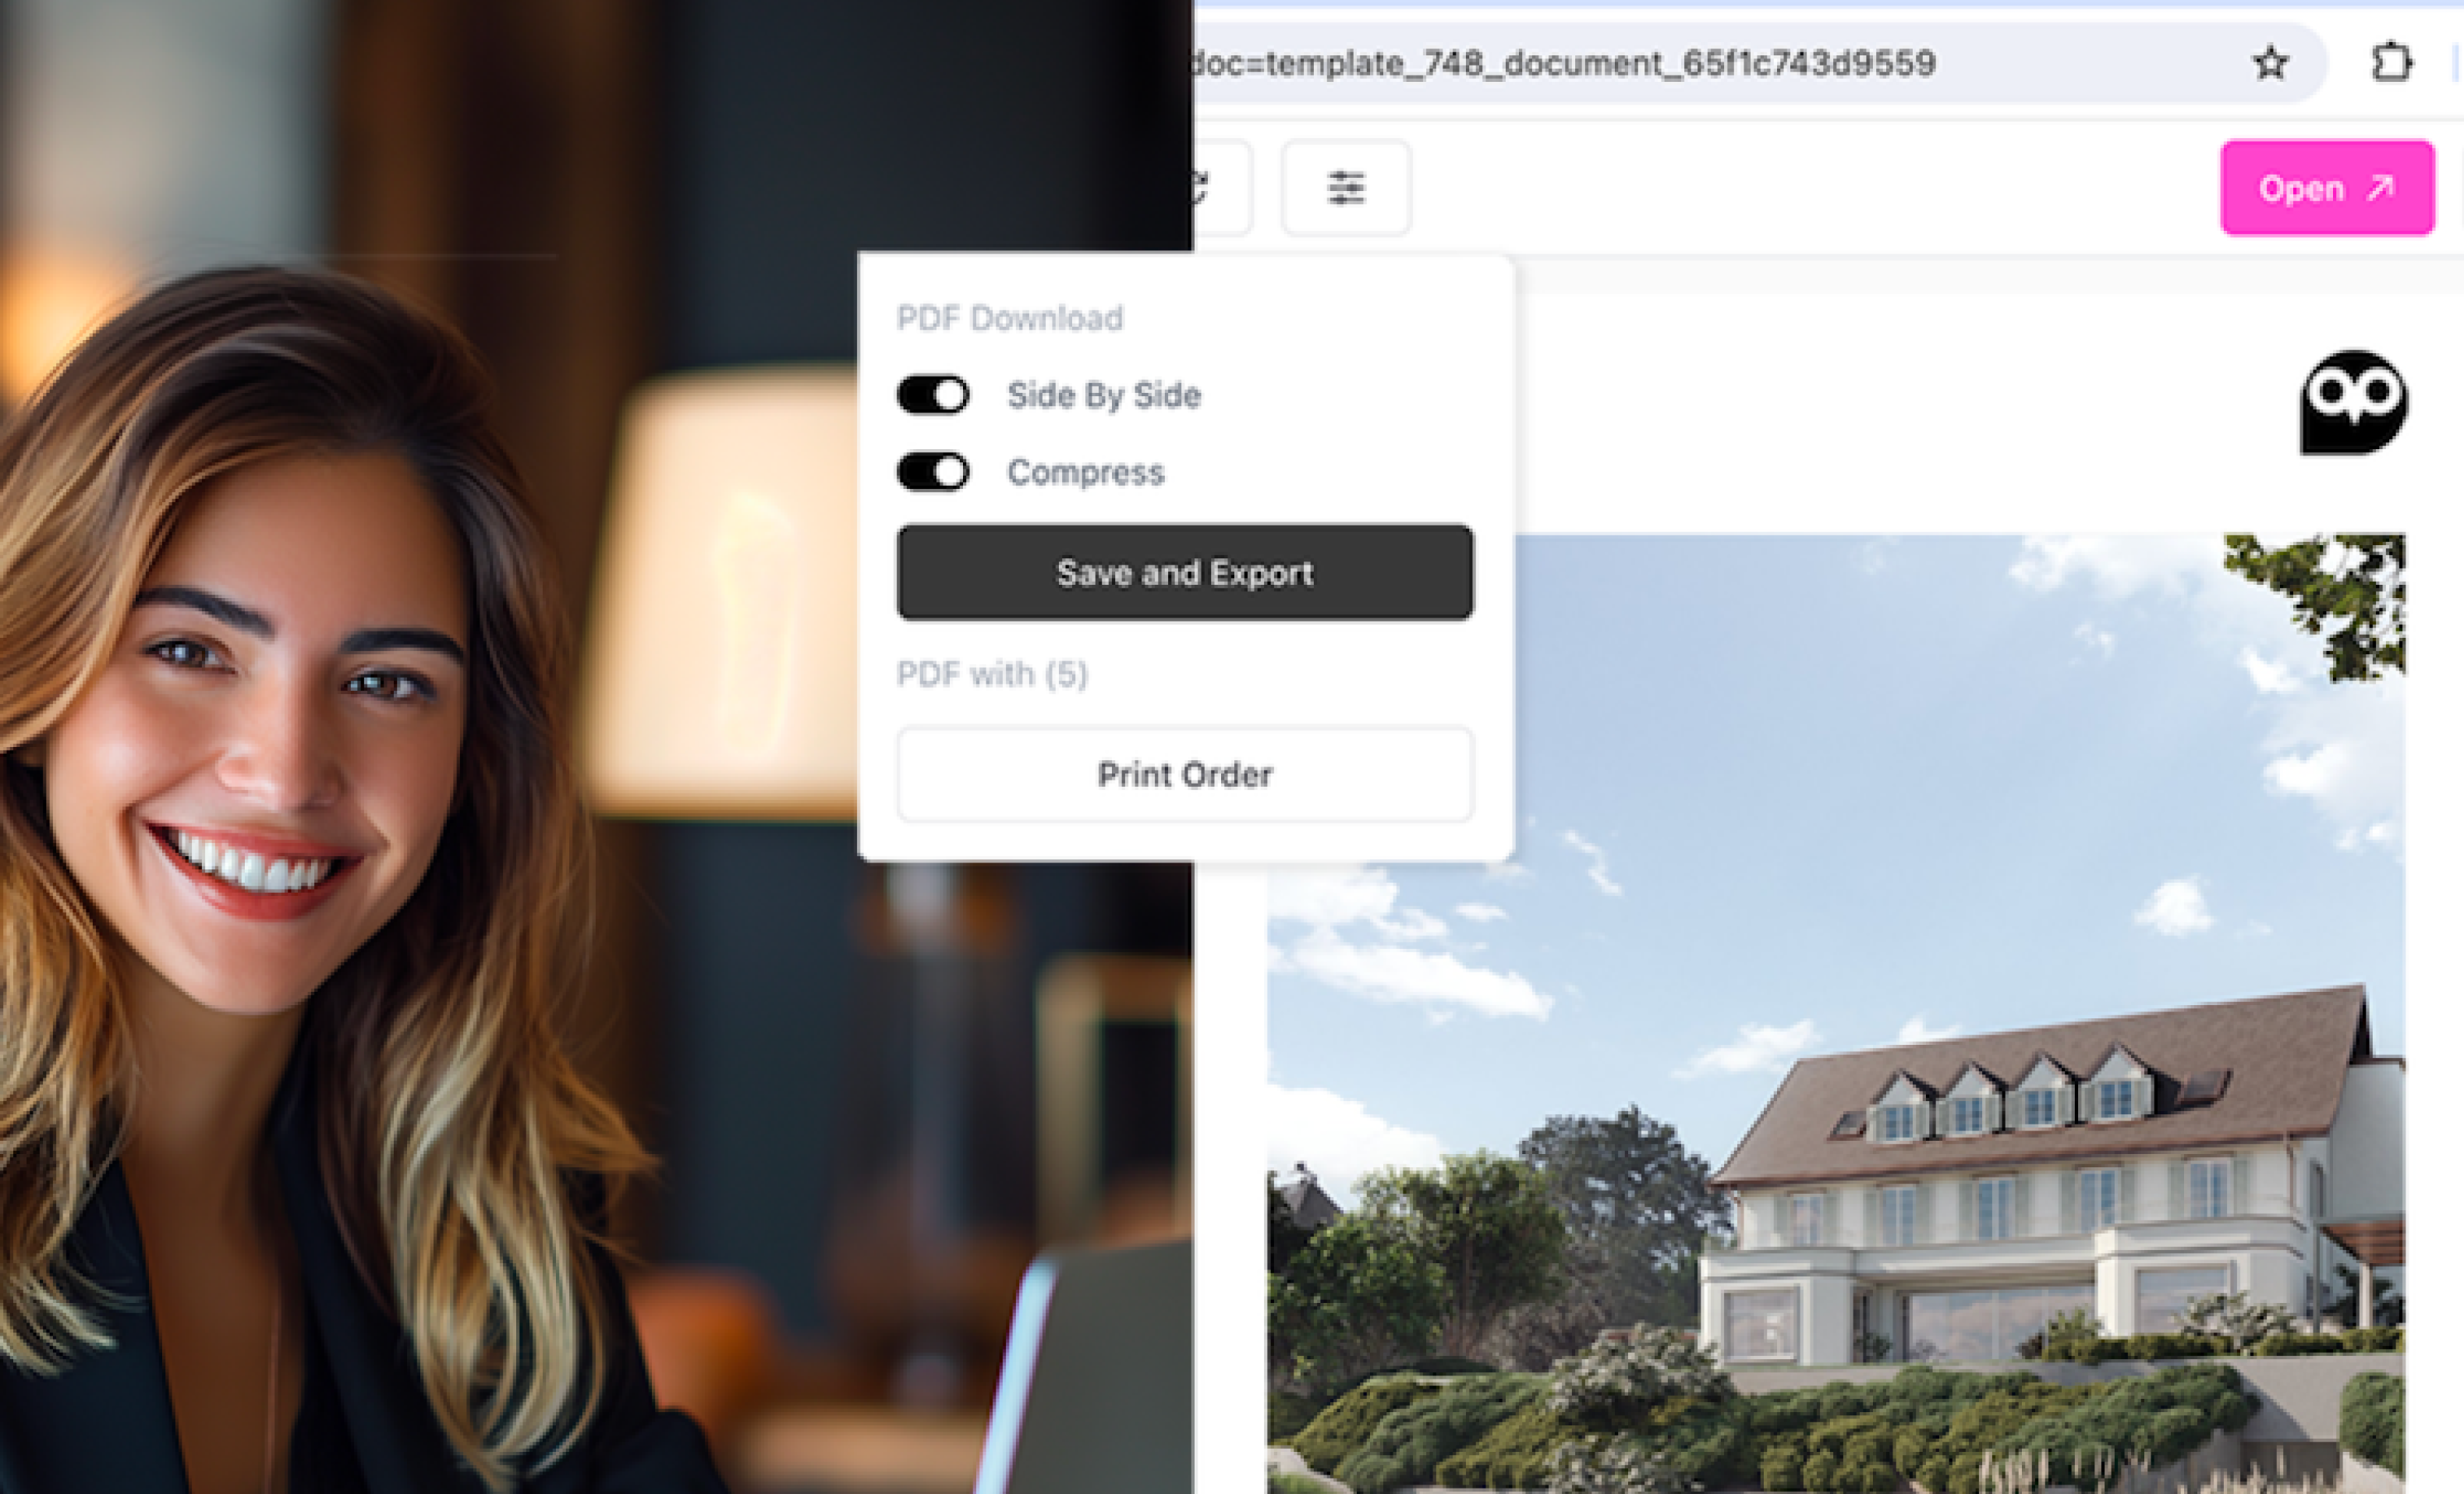 doc=template_748_document_65f1c743d9559
Open
PDF Download
Side By Side
Compress
Save and Export
PDF with (5)
Print Order